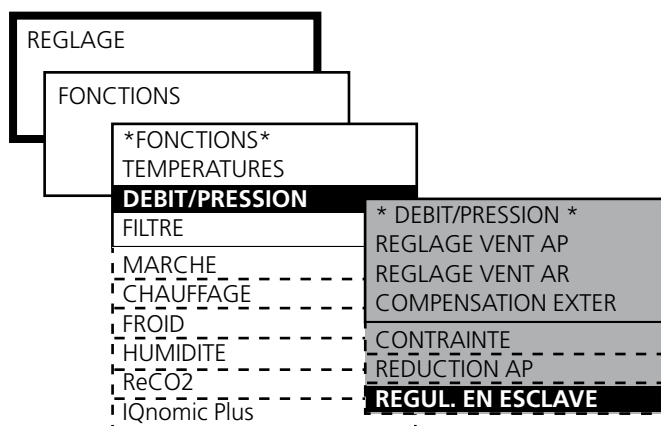 REGLAGE
FONCTIONS
*FONCTIONS*
TEMPERATURES
DEBIT/PRESSION
FILTRE
MARCHE
CHAUFFAGE
FROID
HUMIDITE
ReCO2
IQnomic Plus
* DEBIT/PRESSION *
REGLAGE VENT AP
REGLAGE VENT AR
COMPENSATION EXTER
CONTRAINTE
REDUCTION AP
REGUL. EN ESCLAVE